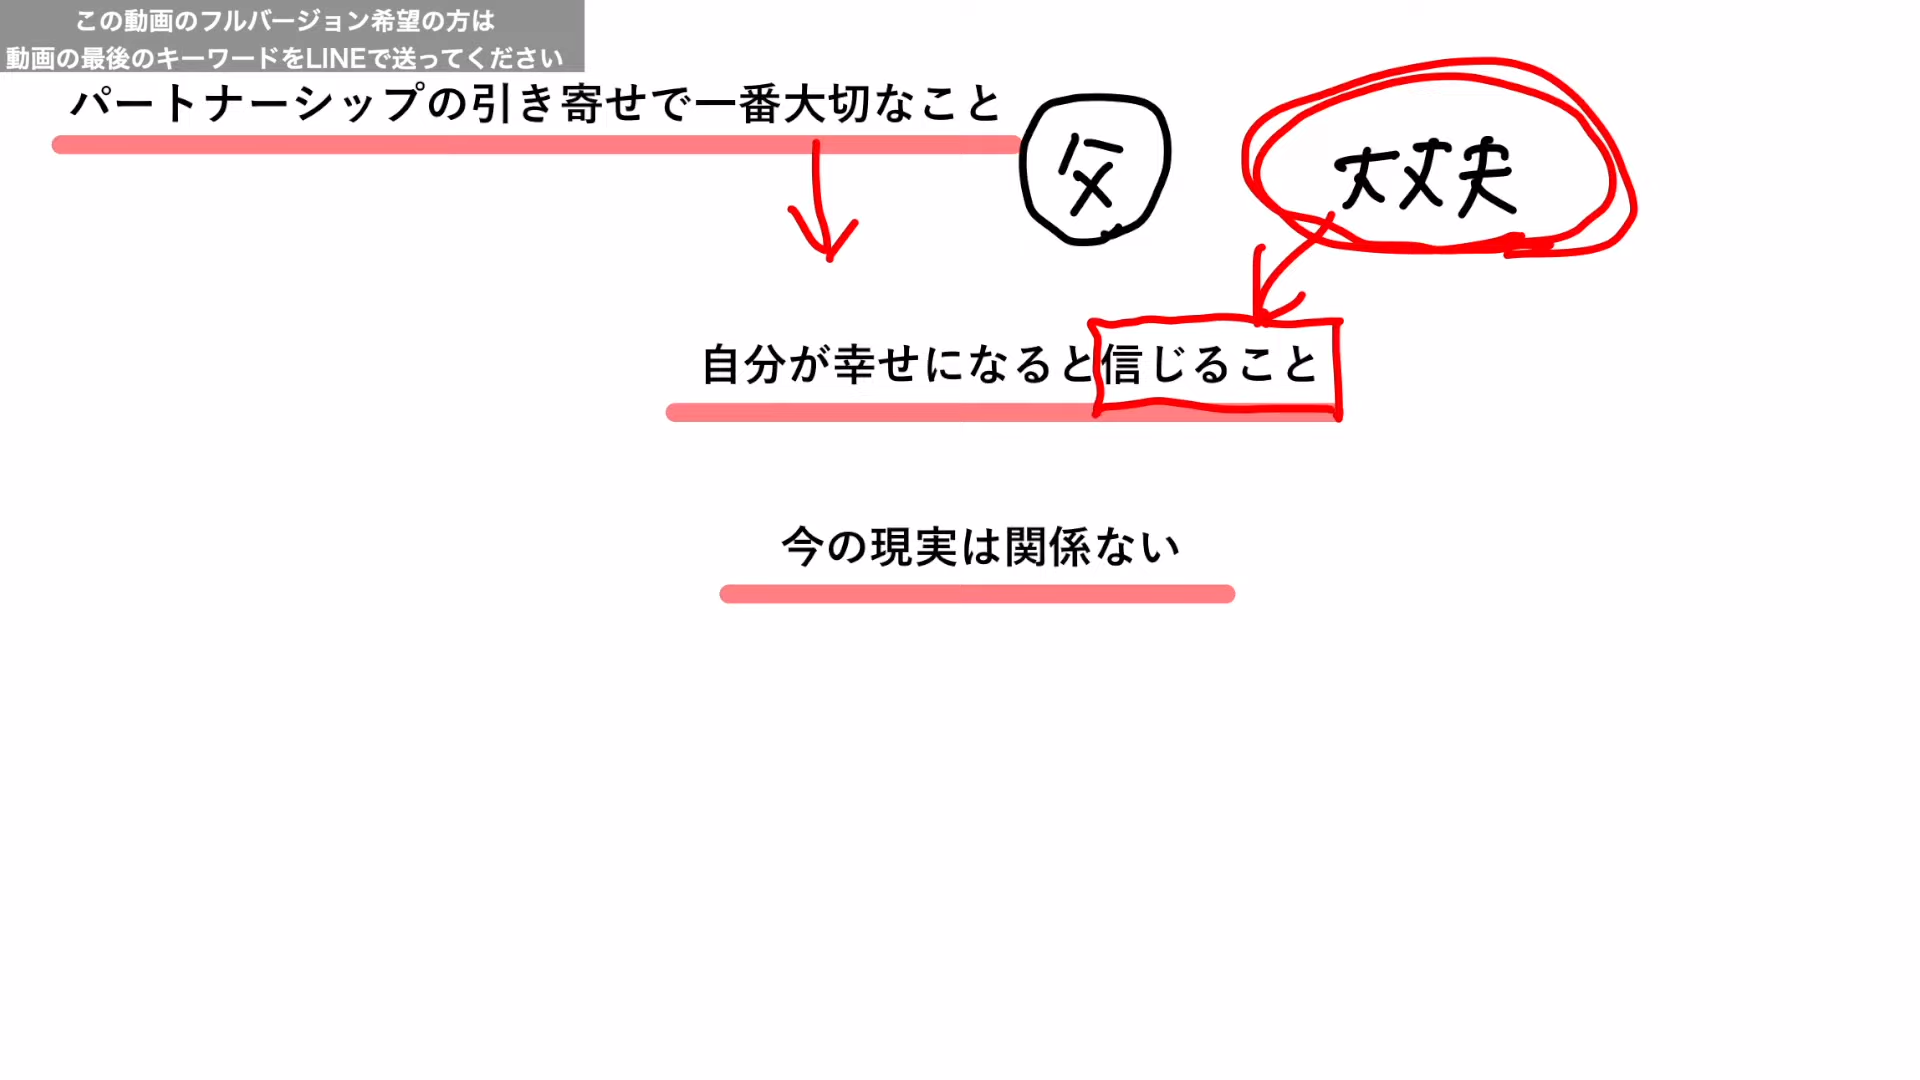 この動画のフルバージョン希望の方は
動画の最後のキーワードをLINEで送ってください
パートナーシップの引き寄せで一番大切なこと
父
大丈夫
自分が幸せになると信じること
今の現実は関係ない